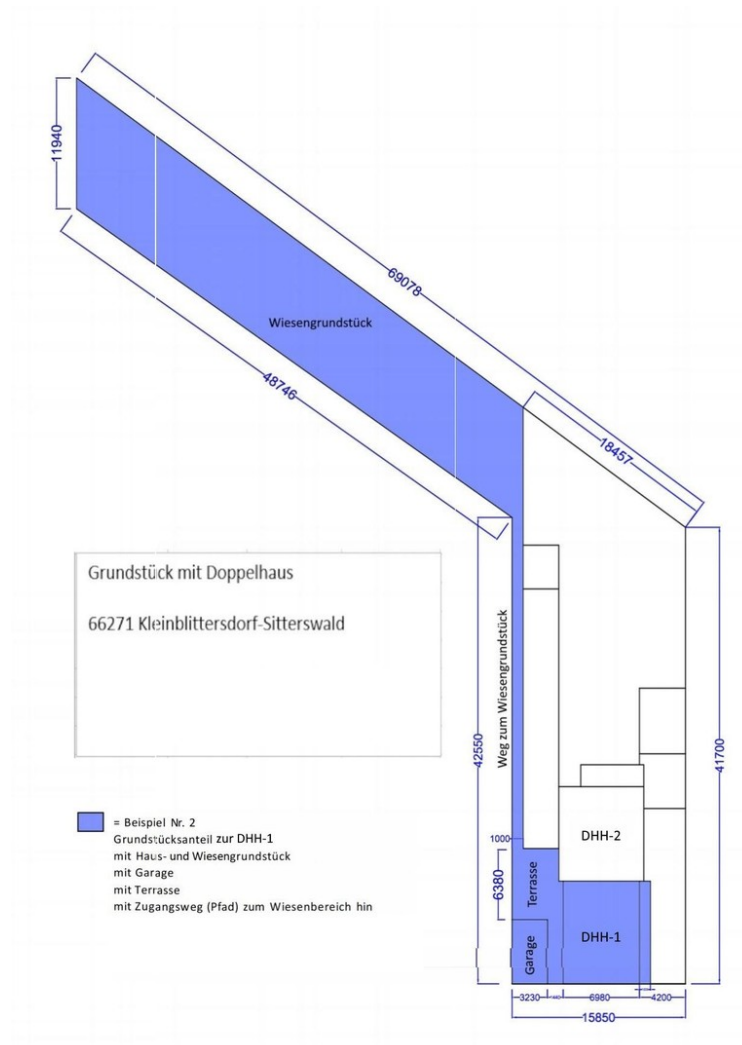 11940
69078
Wiesengrundstück
48746
18457
Grundstück mit Doppelhaus
66271 Kleinblittersdorf-Sitterswald
Weg zum Wiesengrundstück
42550
41700
= Beispiel Nr. 2
Grundstücksanteil zur DHH-1
mit Haus- und Wiesengrundstück
mit Garage
mit Terrasse
mit Zugangsweg (Pfad) zum Wiesenbereich hin
1000
DHH-2
6380
Terrasse
Garage
DHH-1
3230
6980
4200
15850